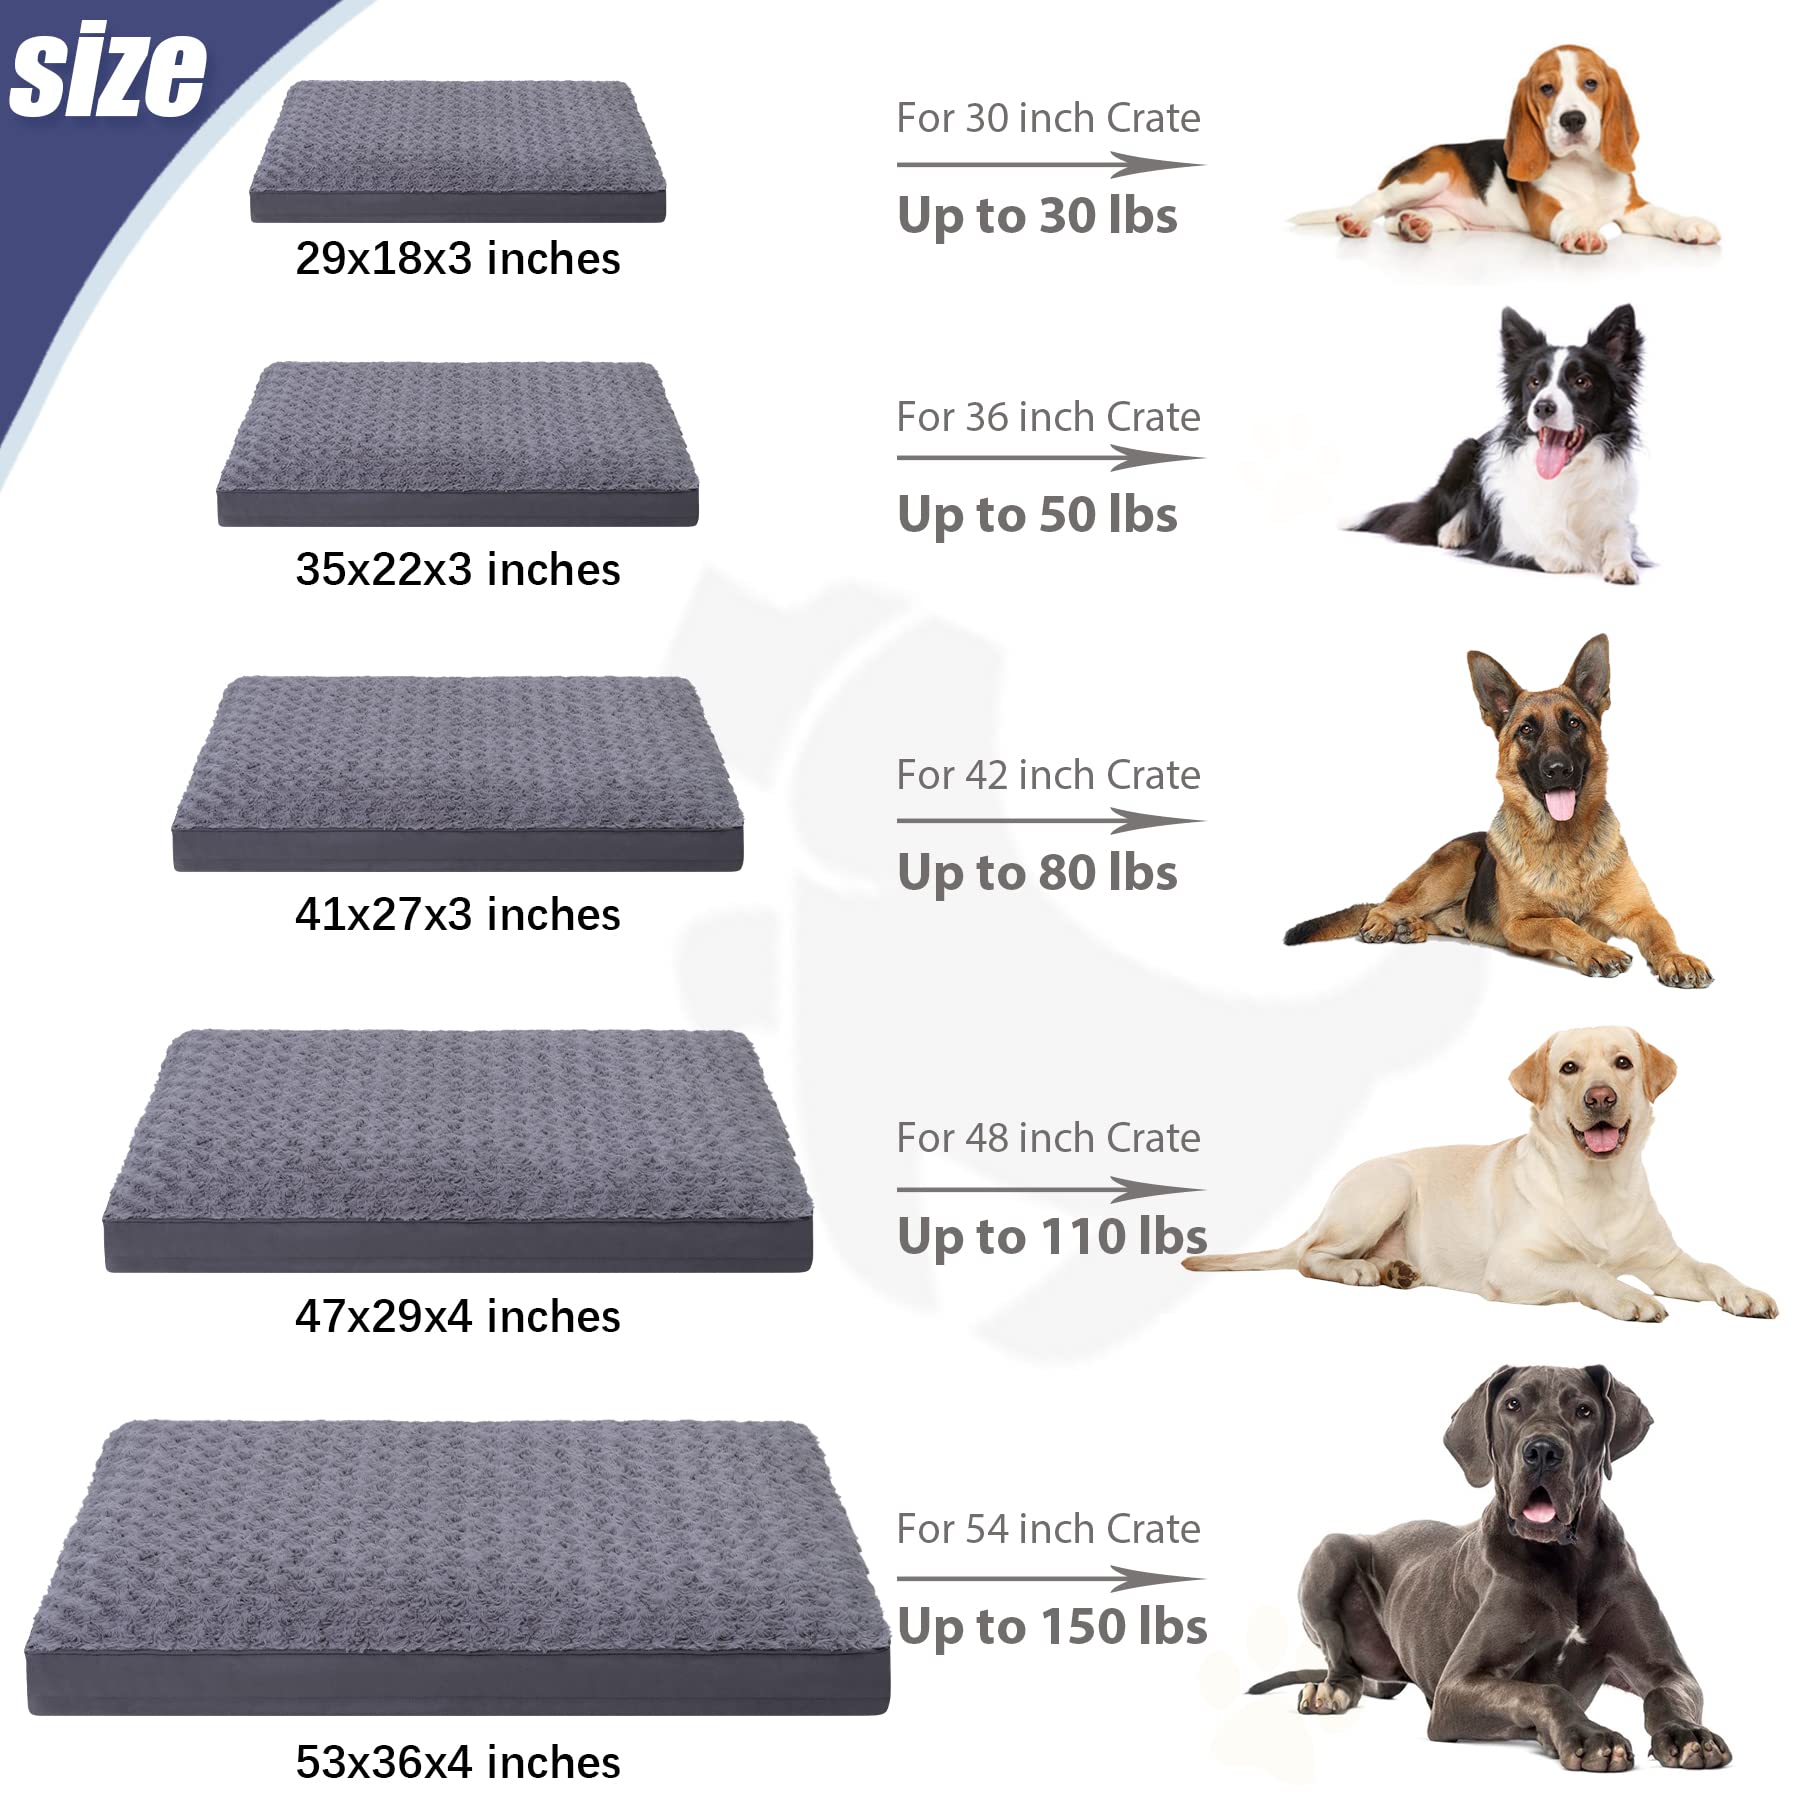 size
For 30 inch Crate
Up to 30 lbs
29x18x3 inches
For 36 inch Crate
Up to 50 lbs
35x22x3 inches
For 42 inch Crate
Up to 80 lbs
41x27x3 inches
For 48 inch Crate
Up to 110 lbs
47x29x4 inches
For 54 inch Crate
Up to 150 lbs
53x36x4 inches